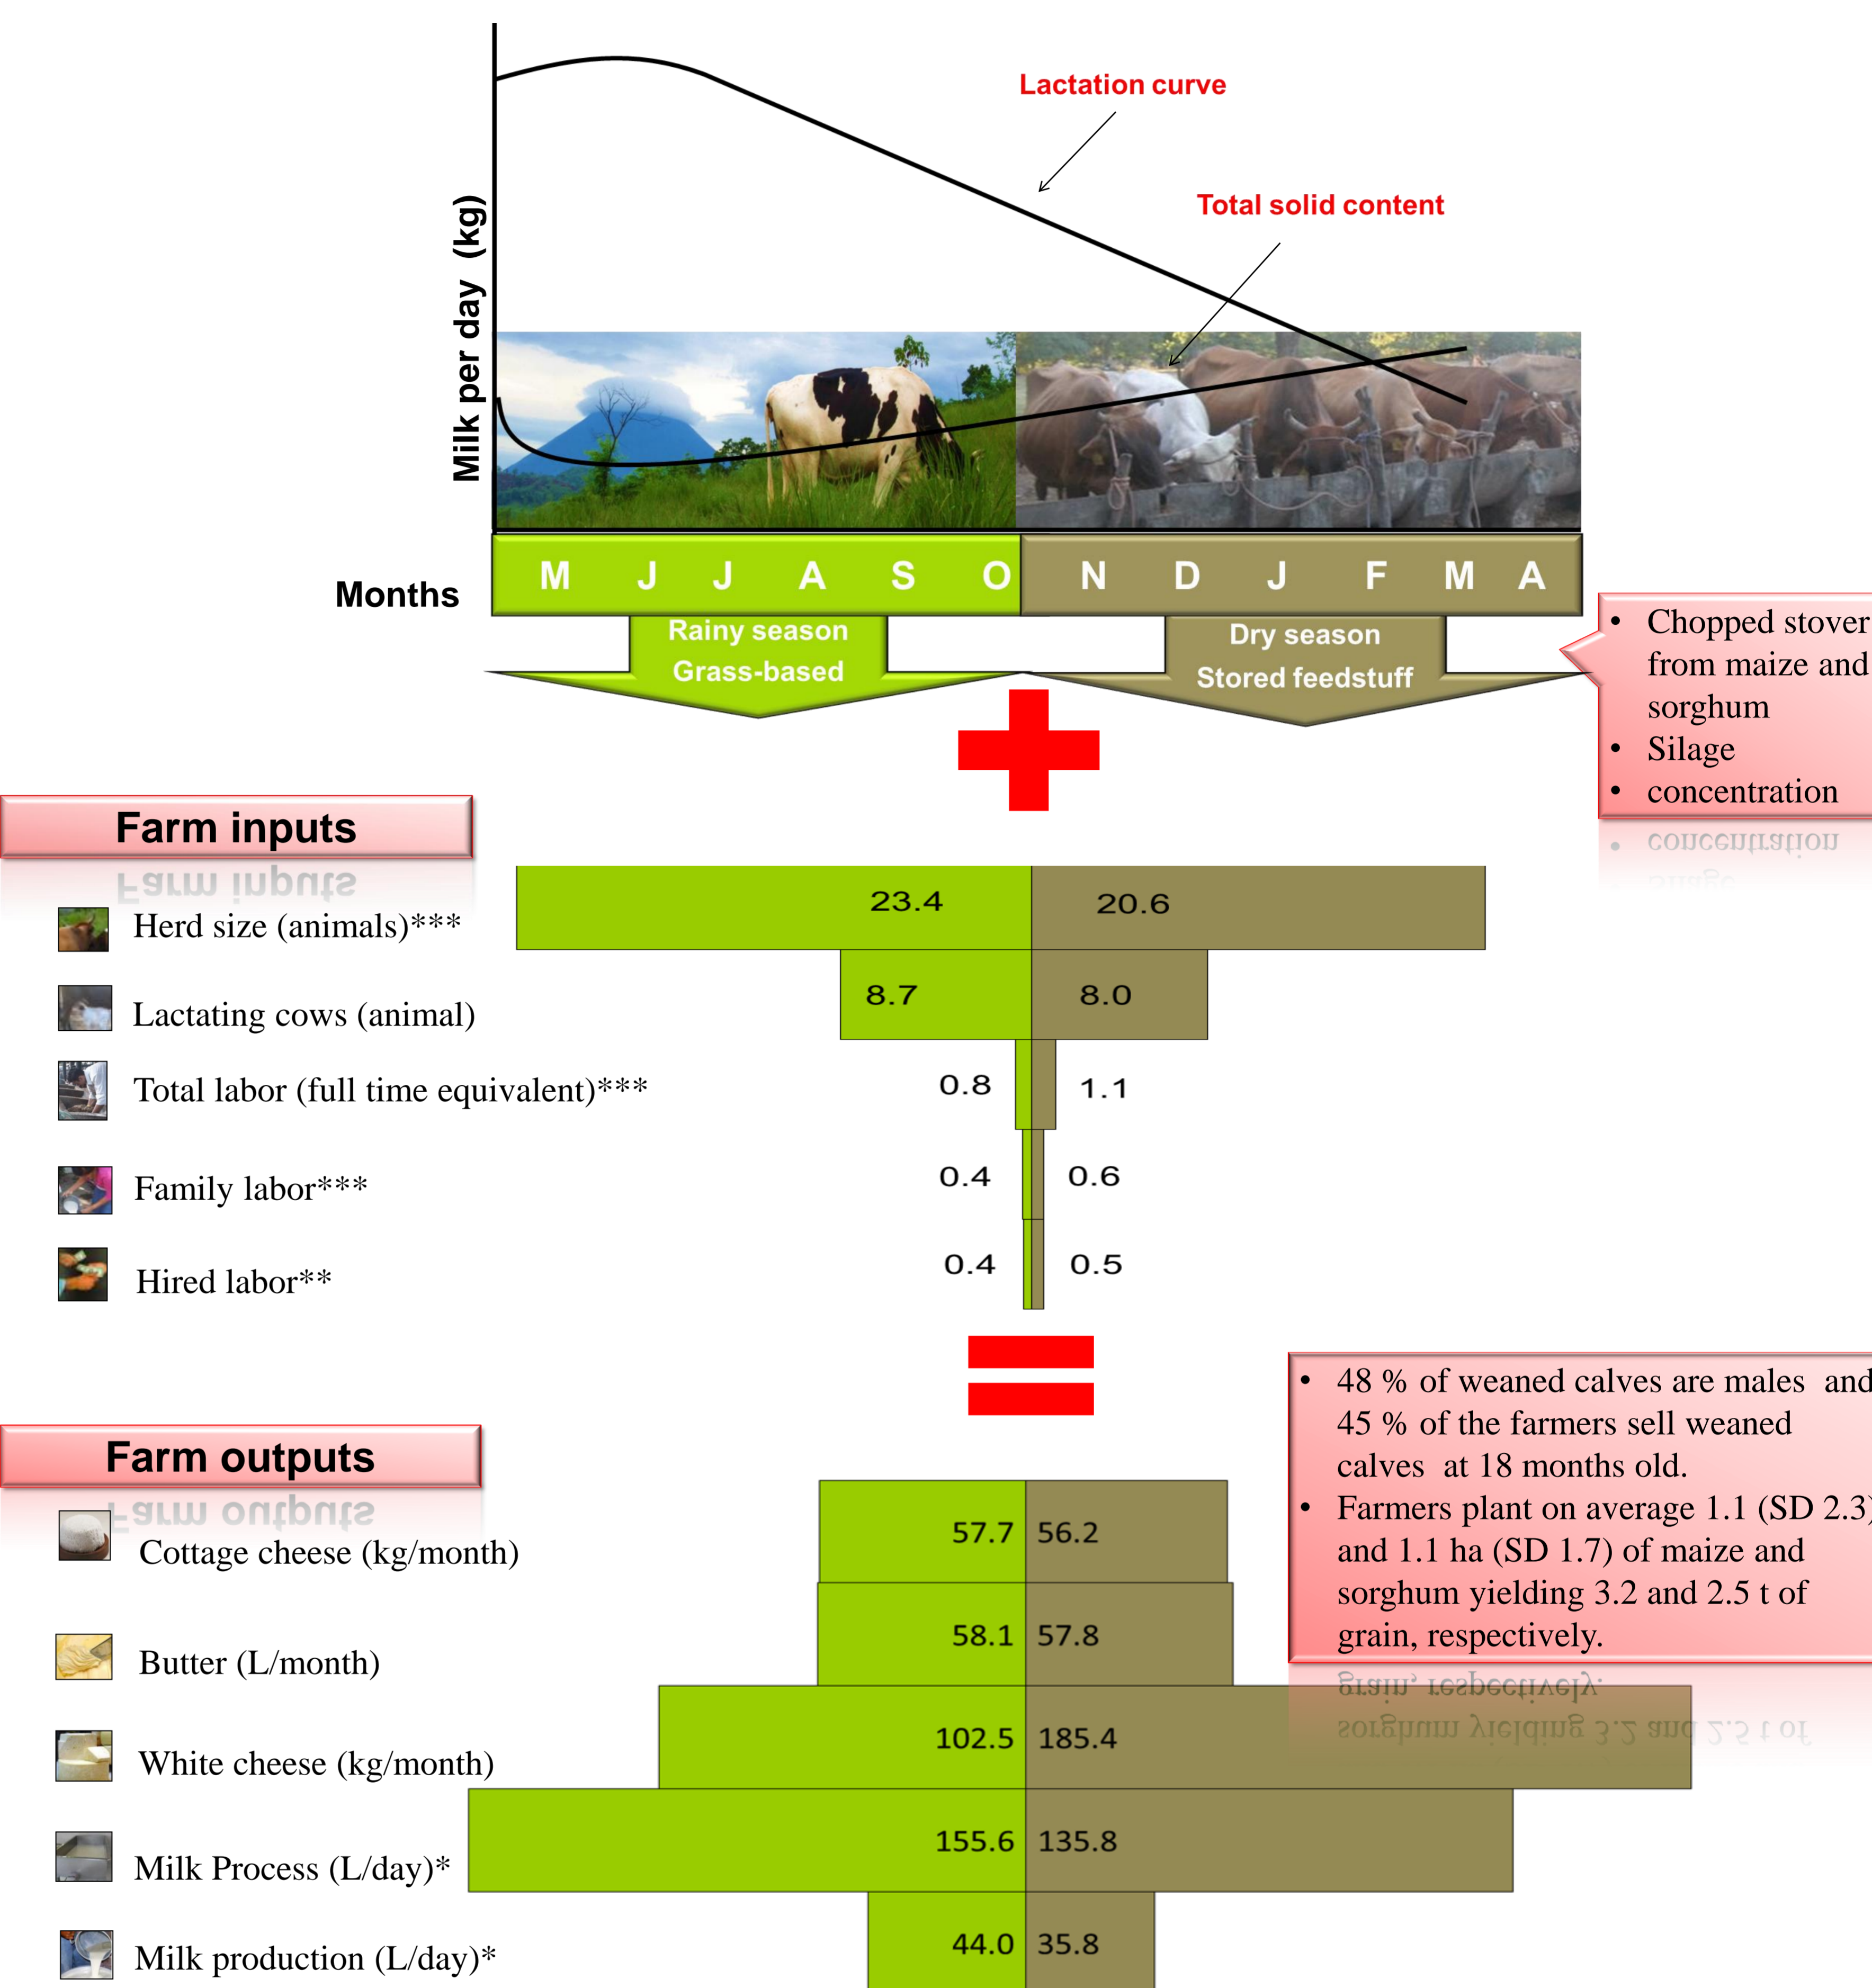 Lactation curve
Total solid content
Milk per day (kg)
Months
M J J A S O N D J F M A
Rainy season
Grass-based
Dry season
Stored feedstuff
• Chopped stover
from maize and
sorghum
• Silage
• concentration
Farm inputs
Herd size (animals)*** 23.4 20.6
Lactating cows (animal) 8.7 8.0
Total labor (full time equivalent)*** 0.8 1.1
Family labor*** 0.4 0.6
Hired labor** 0.4 0.5
• 48 % of weaned calves are males and
45 % of the farmers sell weaned
calves at 18 months old.
• Farmers plant on average 1.1 (SD 2.3)
and 1.1 ha (SD 1.7) of maize and
sorghum yielding 3.2 and 2.5 t of
grain, respectively.
Farm outputs
Cottage cheese (kg/month) 57.7 56.2
Butter (L/month) 58.1 57.8
White cheese (kg/month) 102.5 185.4
Milk Process (L/day)* 155.6 135.8
Milk production (L/day)* 44.0 35.8